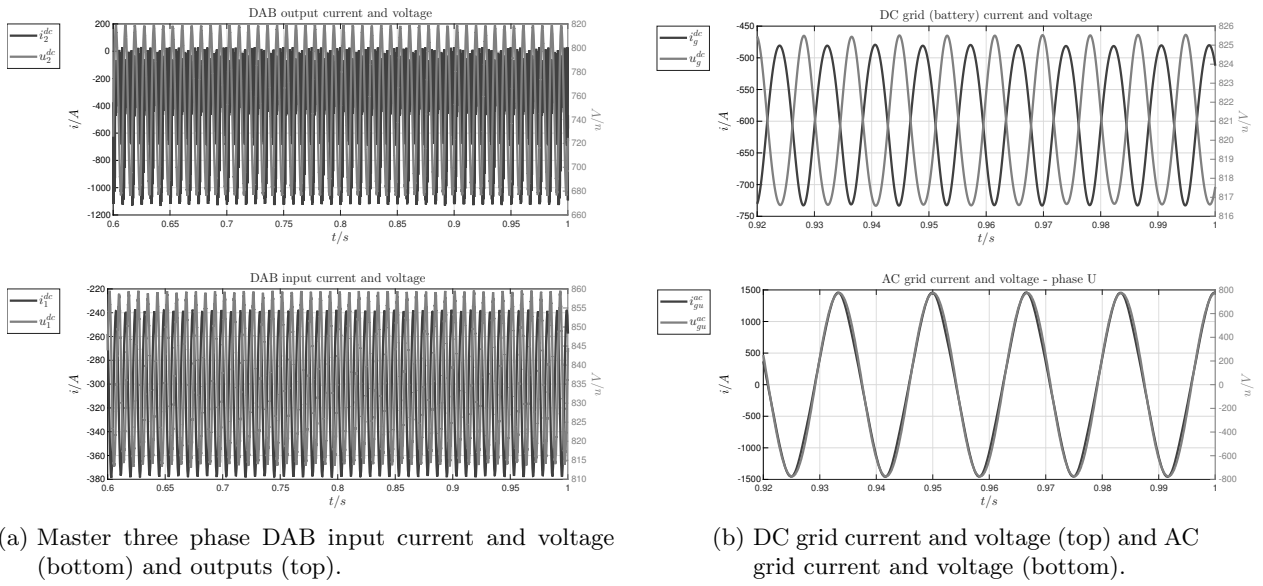 DAB output current and voltage
i_2^{dc}
u_2^{dc}
200
0
-200
-400
-600
-800
-1000
-1200
820
800
780
760
740
720
700
680
660
i/A
u/V
0.6 0.65 0.7 0.75 0.8 0.85 0.9 0.95 1
t/s
DAB input current and voltage
i_1^{dc}
u_1^{dc}
-220
-240
-260
-280
-300
-320
-340
-360
-380
860
855
850
845
840
835
830
825
820
815
810
i/A
u/V
0.6 0.65 0.7 0.75 0.8 0.85 0.9 0.95 1
t/s
(a) Master three phase DAB input current and voltage
(bottom) and outputs (top).
DC grid (battery) current and voltage
i_g^{dc}
u_g^{dc}
-450
-500
-550
-600
-650
-700
-750
826
825
824
823
822
821
820
819
818
817
816
i/A
u/V
0.92 0.93 0.94 0.95 0.96 0.97 0.98 0.99 1
t/s
AC grid current and voltage - phase U
i_{gu}^{ac}
u_{gu}^{ac}
1500
1000
500
0
-500
-1000
-1500
800
600
400
200
0
-200
-400
-600
-800
i/A
u/V
0.92 0.93 0.94 0.95 0.96 0.97 0.98 0.99 1
t/s
(b) DC grid current and voltage (top) and AC
grid current and voltage (bottom).